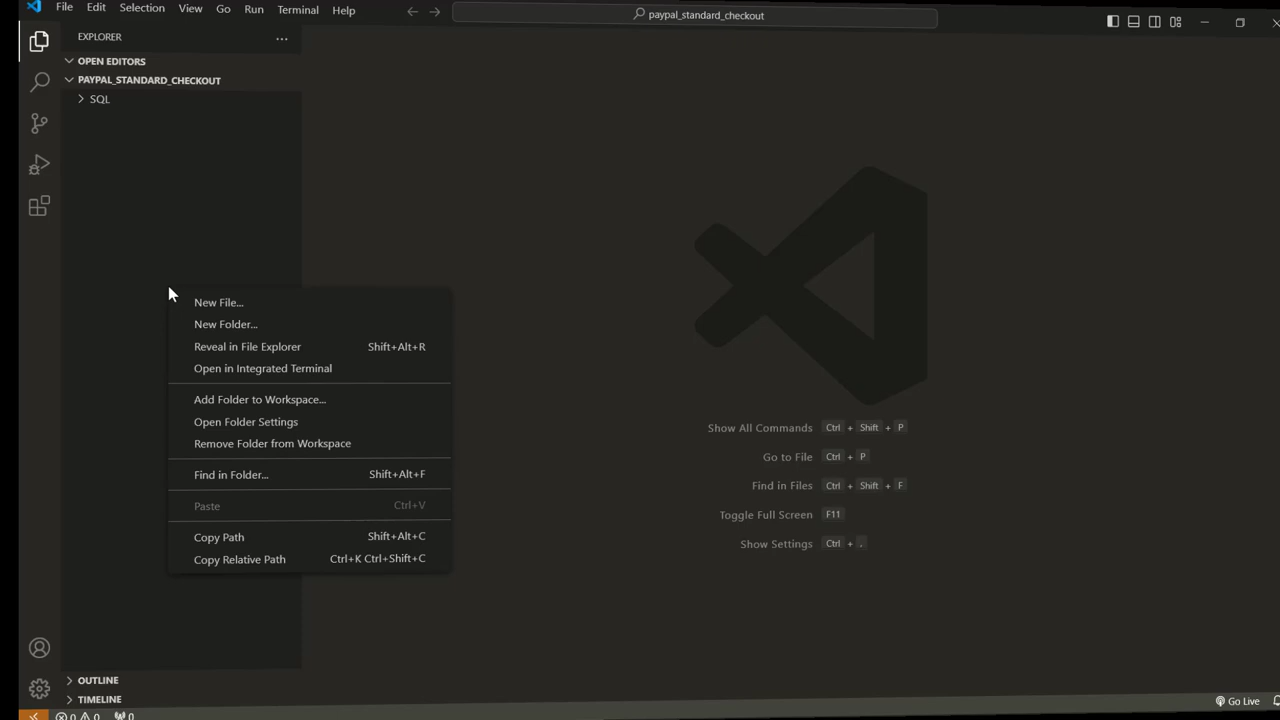 File Edit Selection View Go Run Terminal Help
paypal_standard_checkout
EXPLORER
OPEN EDITORS
PAYPAL_STANDARD_CHECKOUT
SQL
New File...
New Folder...
Reveal in File Explorer Shift+Alt+R
Open in Integrated Terminal
Add Folder to Workspace...
Open Folder Settings
Remove Folder from Workspace
Find in Folder... Shift+Alt+F
Paste Ctrl+V
Copy Path Shift+Alt+C
Copy Relative Path Ctrl+K Ctrl+Shift+C
Show All Commands Ctrl + Shift + P
Go to File Ctrl + P
Find in Files Ctrl + Shift + F
Toggle Full Screen F11
Show Settings Ctrl + .
OUTLINE
TIMELINE
0 0 0
Go Live